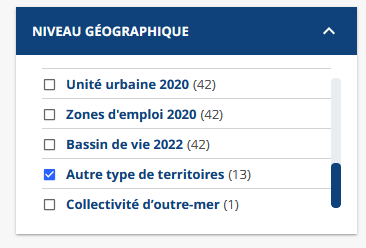 NIVEAU GÉOGRAPHIQUE
Unité urbaine 2020 (42)
Zones d'emploi 2020 (42)
Bassin de vie 2022 (42)
Autre type de territoires (13)
Collectivité d’outre-mer (1)